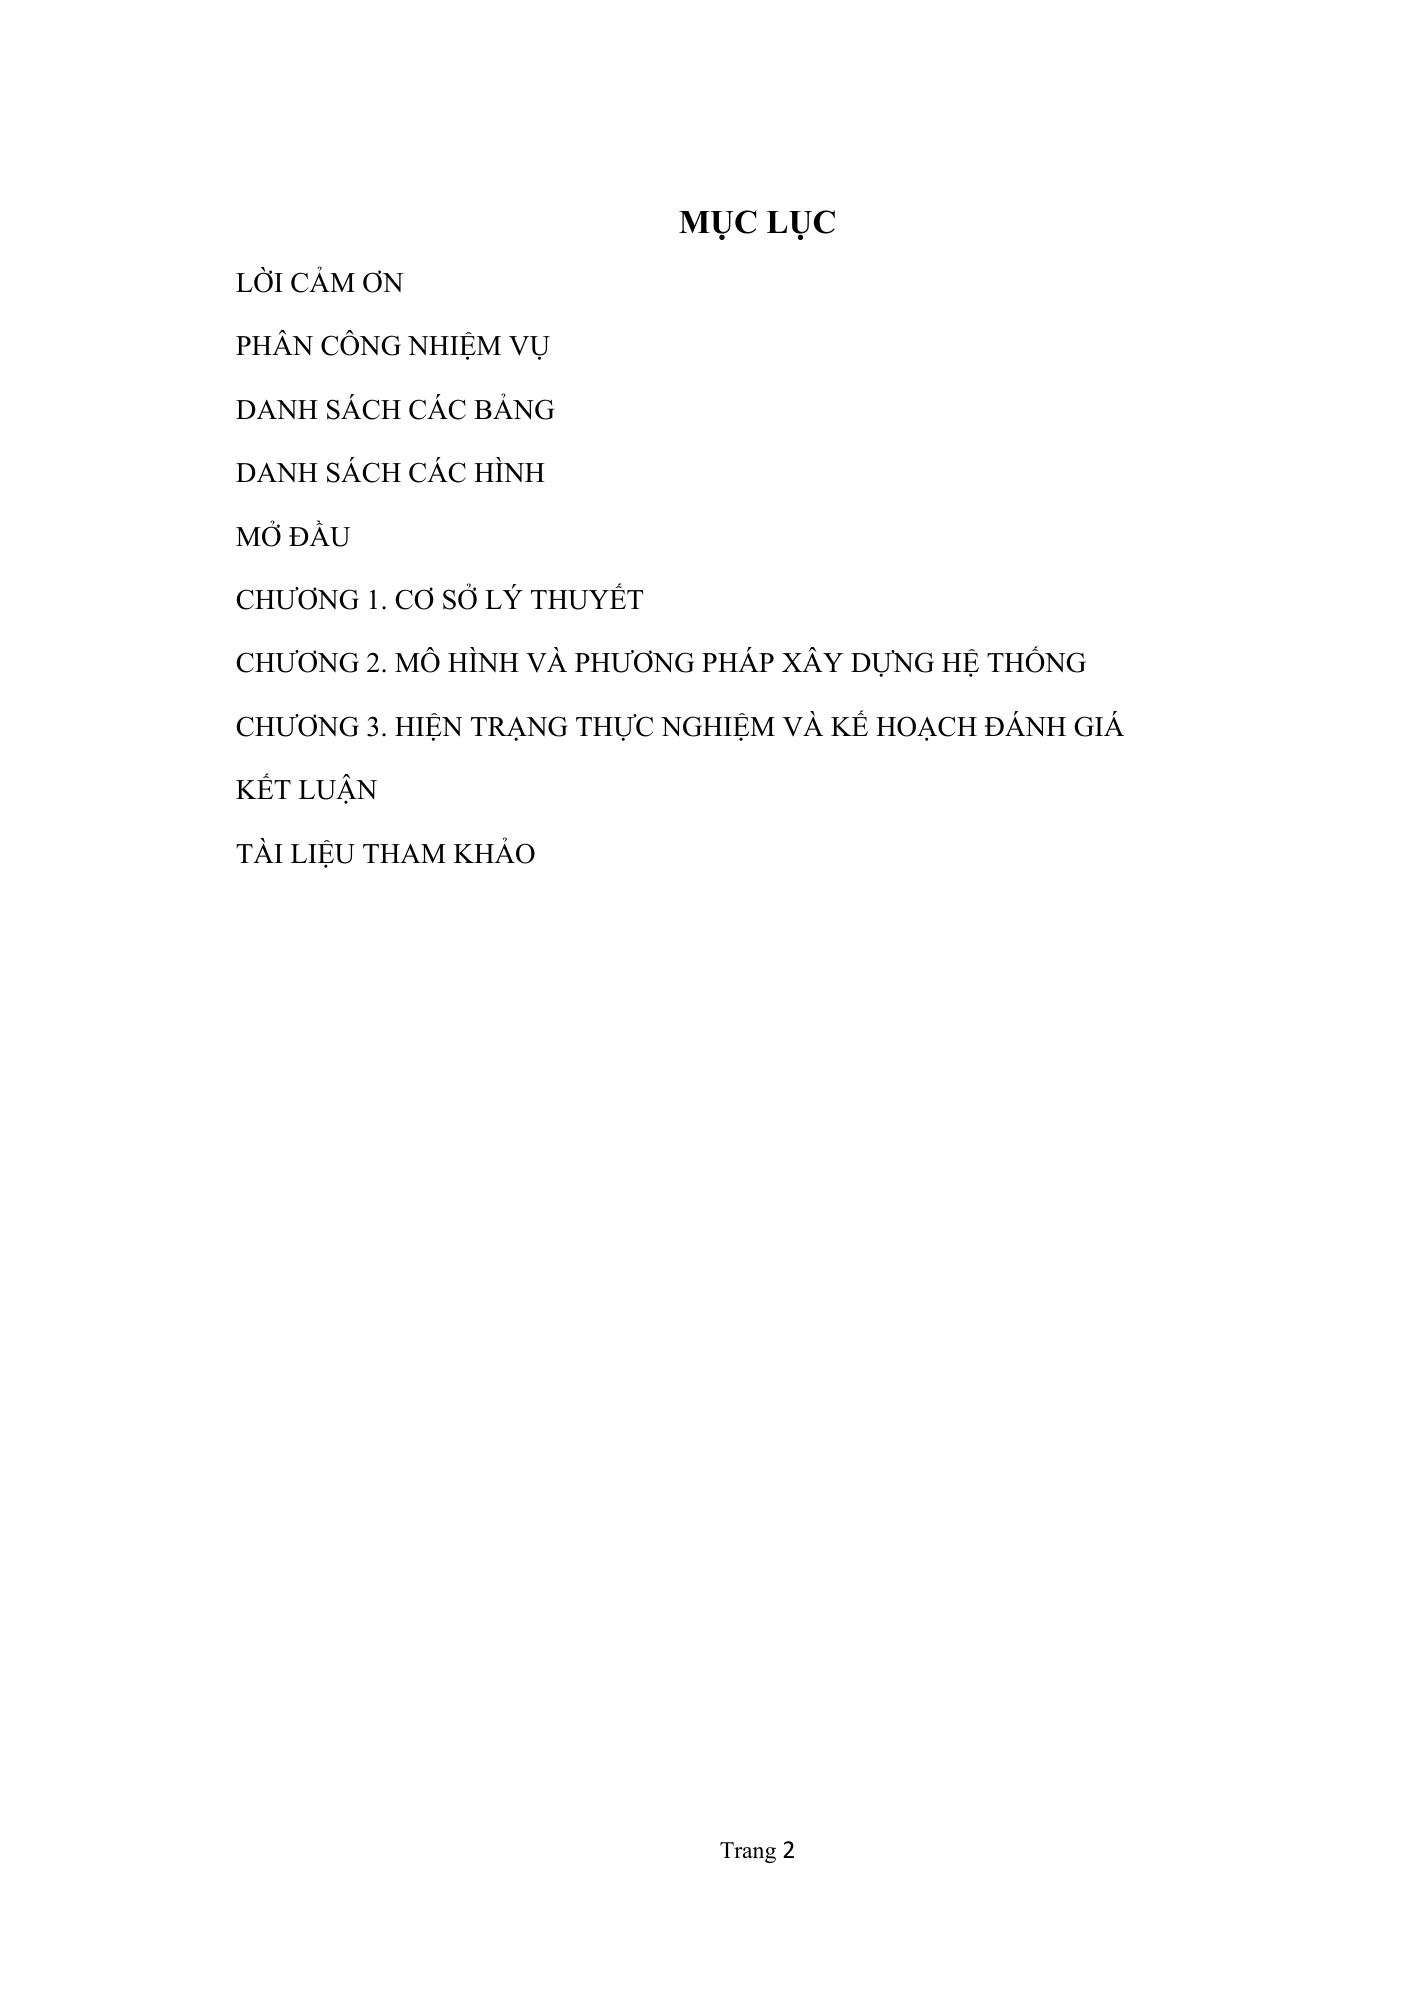 MỤC LỤC
LỜI CẢM ƠN
PHÂN CÔNG NHIỆM VỤ
DANH SÁCH CÁC BẢNG
DANH SÁCH CÁC HÌNH
MỞ ĐẦU
CHƯƠNG 1. CƠ SỞ LÝ THUYẾT
CHƯƠNG 2. MÔ HÌNH VÀ PHƯƠNG PHÁP XÂY DỰNG HỆ THỐNG
CHƯƠNG 3. HIỆN TRẠNG THỰC NGHIỆM VÀ KẾ HOẠCH ĐÁNH GIÁ
KẾT LUẬN
TÀI LIỆU THAM KHẢO
Trang 2